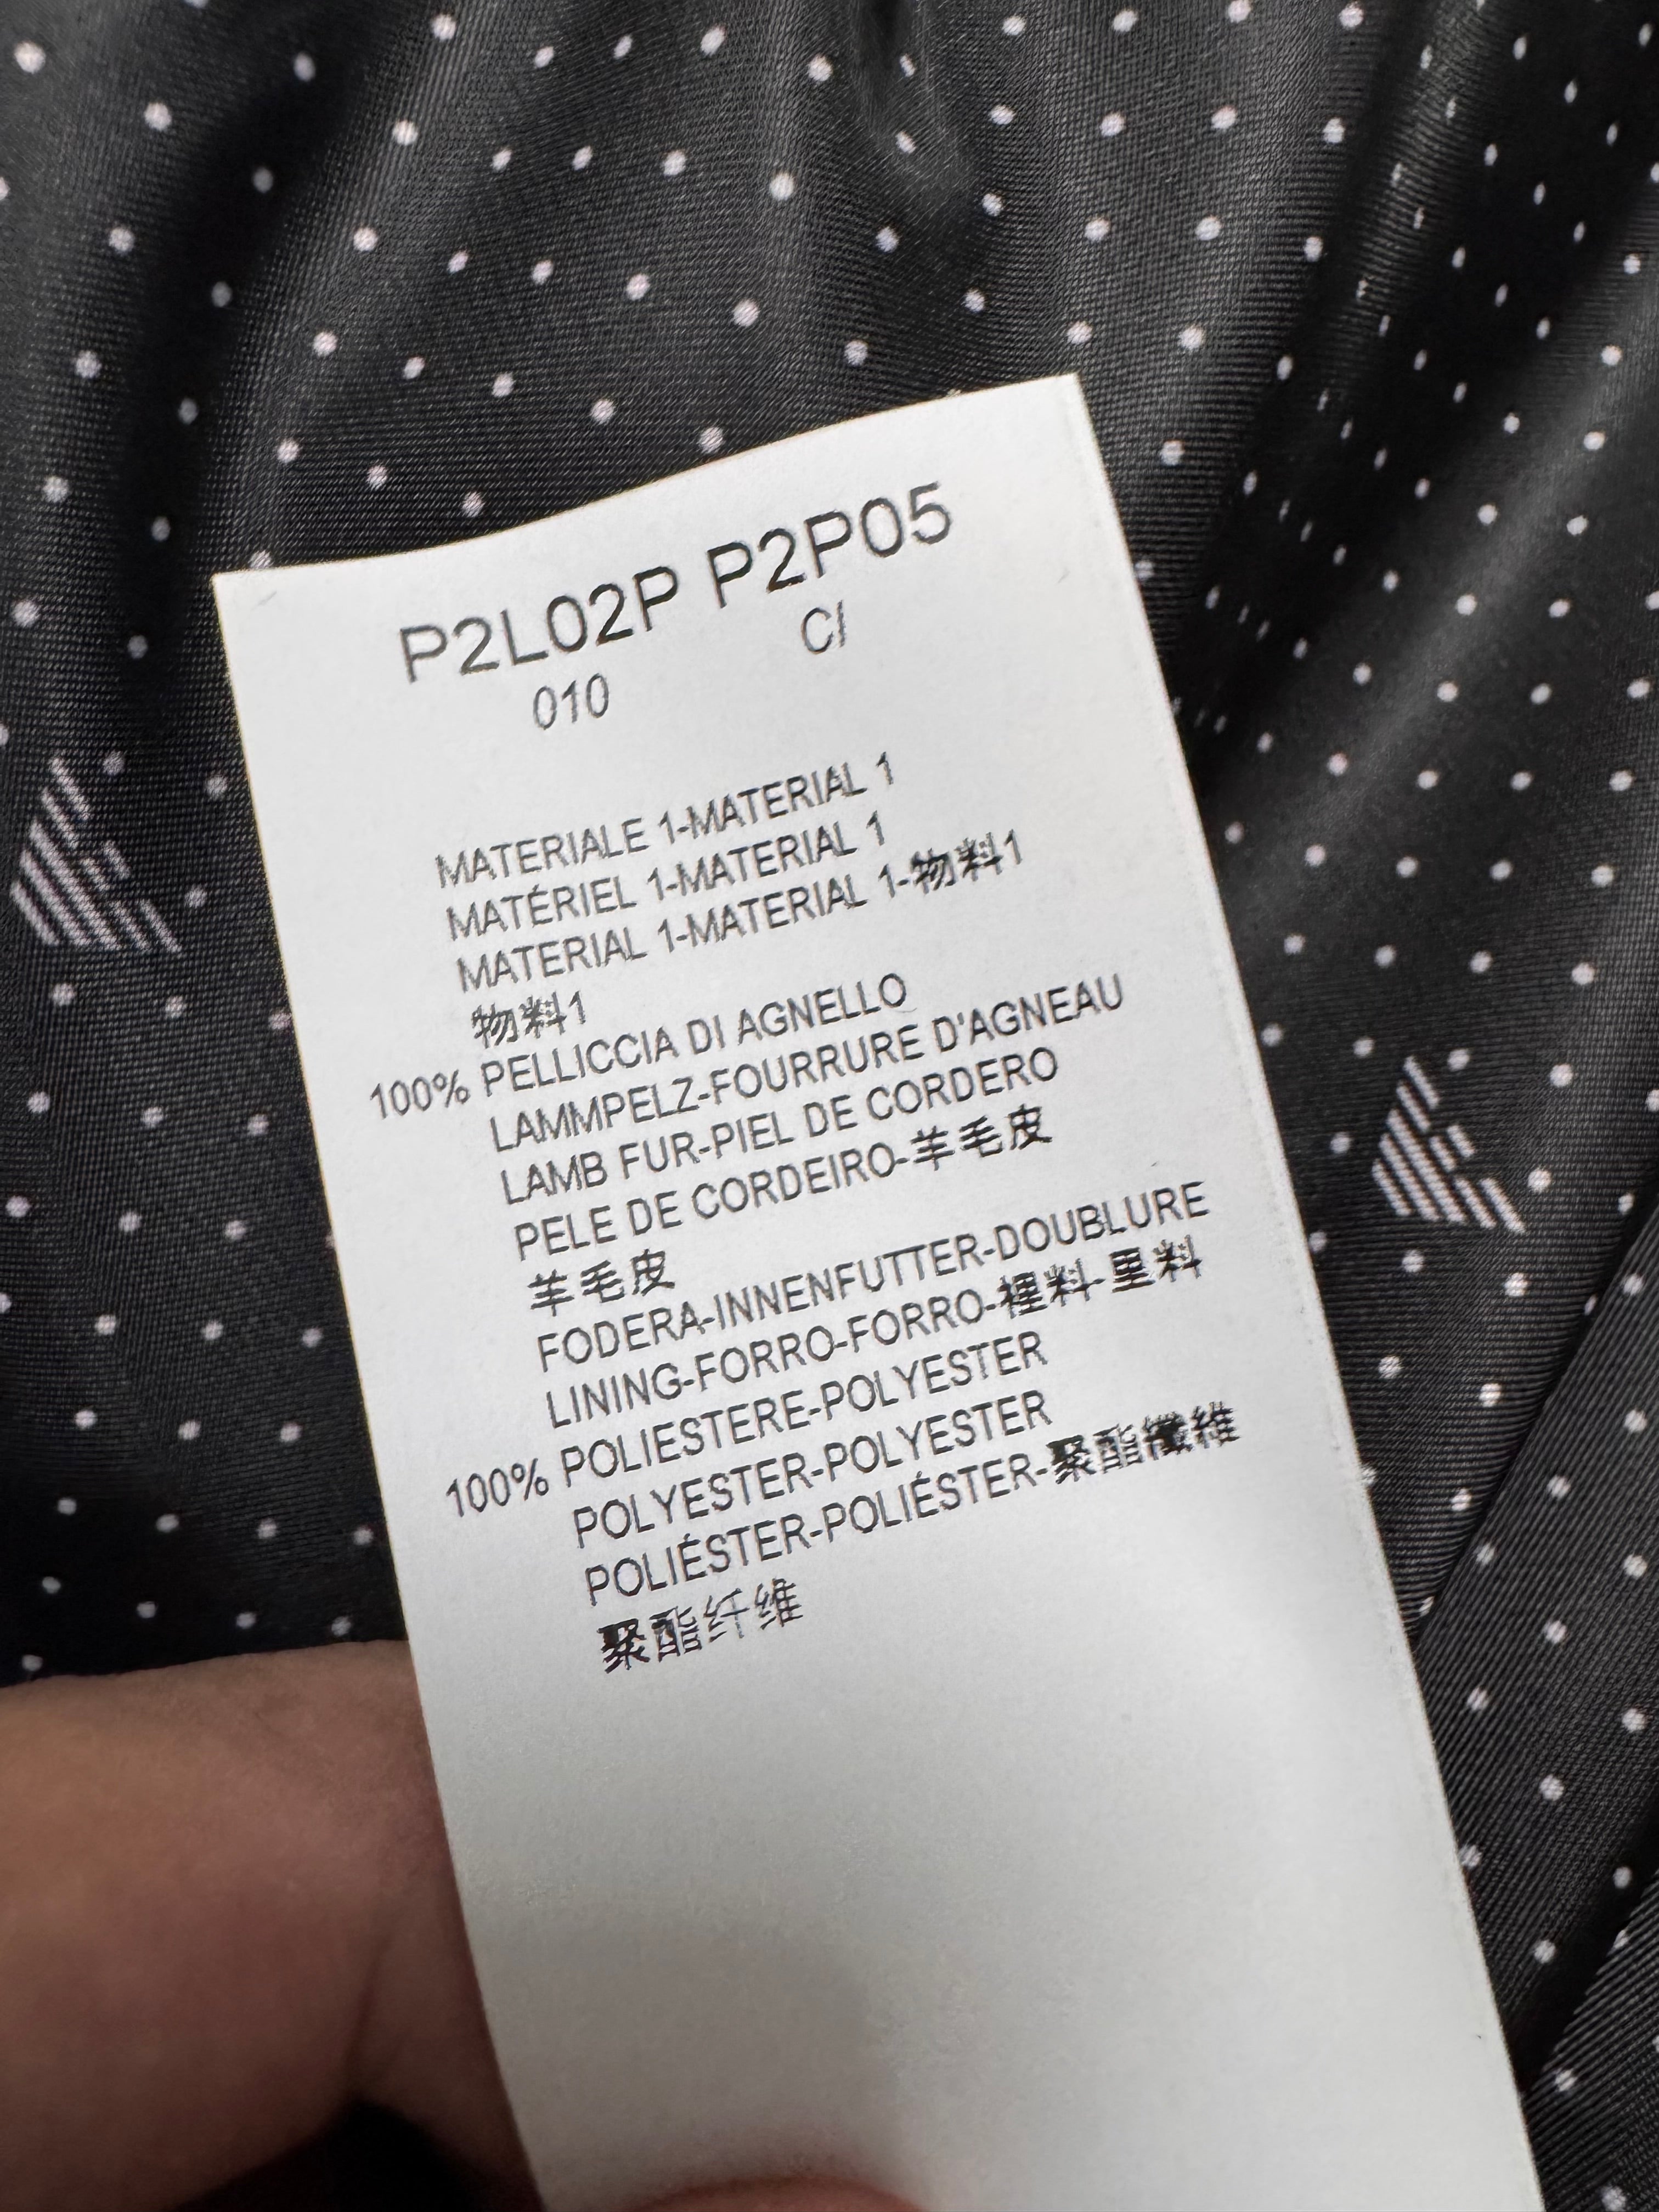 P2L02P P2P05
010 CI
MATERIALE 1-MATERIAL 1
MATÉRIEL 1-MATERIAL 1
MATERIAL 1-MATERIAL 1-物料1
物料1
100% PELLICCIA DI AGNELLO
LAMMPELZ-FOURRURE D'AGNEAU
LAMB FUR-PIEL DE CORDERO
PELE DE CORDEIRO-羊毛皮
羊毛皮
FODERA-INNENFUTTER-DOUBLURE
LINING-FORRO-FORRO-裡料-里料
100% POLIESTERE-POLYESTER
POLYESTER-POLYESTER
POLIÉSTER-POLIÉSTER-聚酯纖維
聚酯纤维